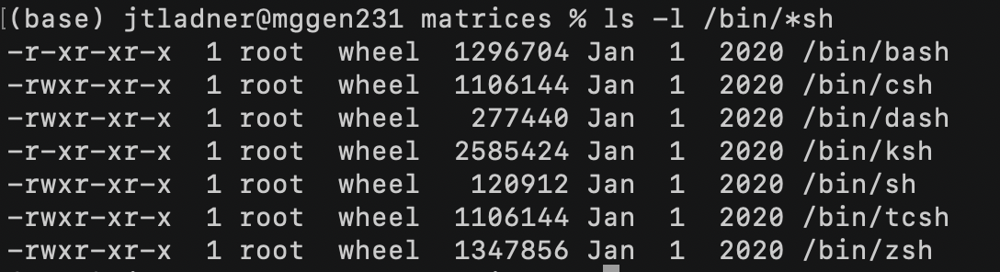 [(base) jtladner@mggen231 matrices % ls -l /bin/*sh
-r-xr-xr-x  1 root  wheel  1296704 Jan  1  2020 /bin/bash
-rwxr-xr-x  1 root  wheel  1106144 Jan  1  2020 /bin/csh
-rwxr-xr-x  1 root  wheel   277440 Jan  1  2020 /bin/dash
-r-xr-xr-x  1 root  wheel  2585424 Jan  1  2020 /bin/ksh
-rwxr-xr-x  1 root  wheel   120912 Jan  1  2020 /bin/sh
-rwxr-xr-x  1 root  wheel  1106144 Jan  1  2020 /bin/tcsh
-rwxr-xr-x  1 root  wheel  1347856 Jan  1  2020 /bin/zsh